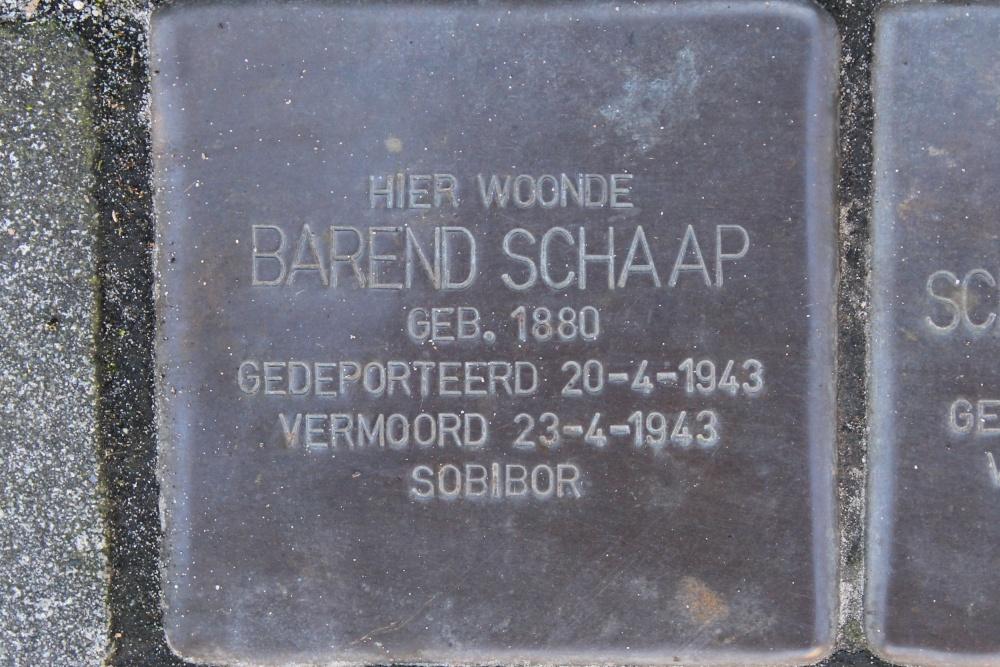 HIER WOONDE
BAREND SCHAAP
GEB. 1880
GEDEPORTEERD 20-4-1943
VERMOORD 23-4-1943
SOBIBOR